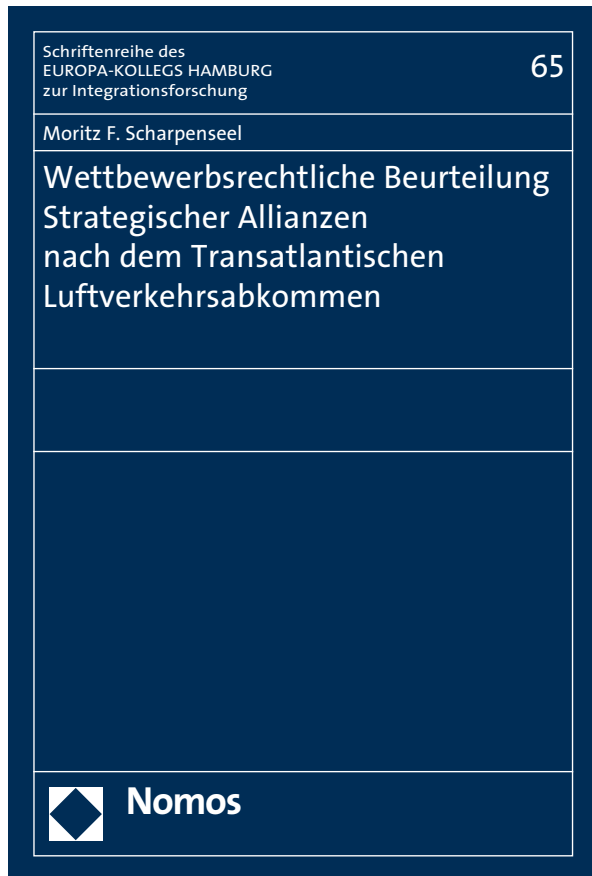 Schriftenreihe des
EUROPA-KOLLEGS HAMBURG
zur Integrationsforschung
65
Moritz F. Scharpenseel
Wettbewerbsrechtliche Beurteilung
Strategischer Allianzen
nach dem Transatlantischen
Luftverkehrsabkommen
Nomos